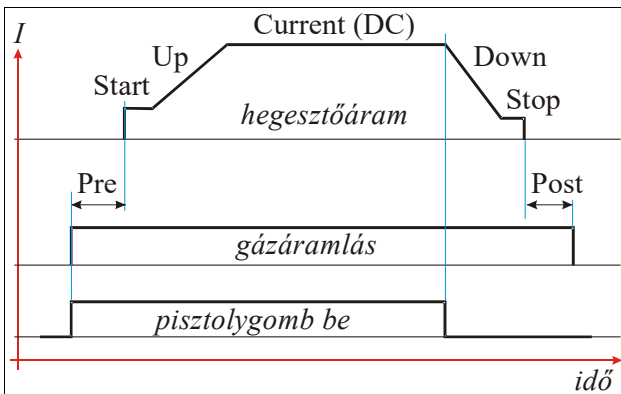 Current (DC)
I
Up
Down
Start
Stop
hegesztőáram
Pre
Post
gázáramlás
pisztolygomb be
idő